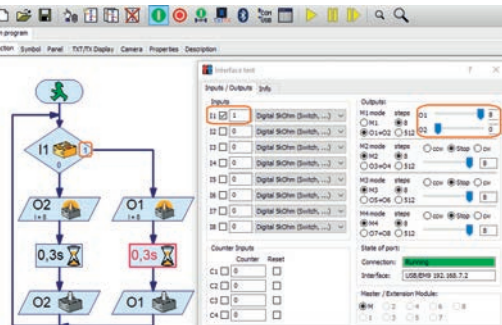 n program
ction Symbol Panel TXT/TX Display Camera Properties Description
I1 1
0
O2
I = 8
O1
I = 8
0,3s
0,3s
O2
O1
Interface test
? ×
Inputs / Outputs Info
Inputs
I1 1 Digital 5kOhm (Switch, ...)
I2 0 Digital 5kOhm (Switch, ...)
I3 0 Digital 5kOhm (Switch, ...)
I4 0 Digital 5kOhm (Switch, ...)
I5 0 Digital 5kOhm (Switch, ...)
I6 0 Digital 5kOhm (Switch, ...)
I7 0 Digital 5kOhm (Switch, ...)
I8 0 Digital 5kOhm (Switch, ...)
Counter Inputs
Counter Reset
C1 0
C2 0
C3 0
C4 0
Outputs:
M1 mode steps
M1 8 O1 8
O1+O2 512 O2 0
M2 mode steps
M2 8 ccw Stop cw
O3+O4 512 8
M3 mode steps
M3 8 ccw Stop cw
O5+O6 512 8
M4 mode steps
M4 8 ccw Stop cw
O7+O8 512 8
State of port:
Connection: Running
Interface: USB/EM9 192.168.7.2
Master / Extension Module:
M 2 4 6 8
1 3 5 7